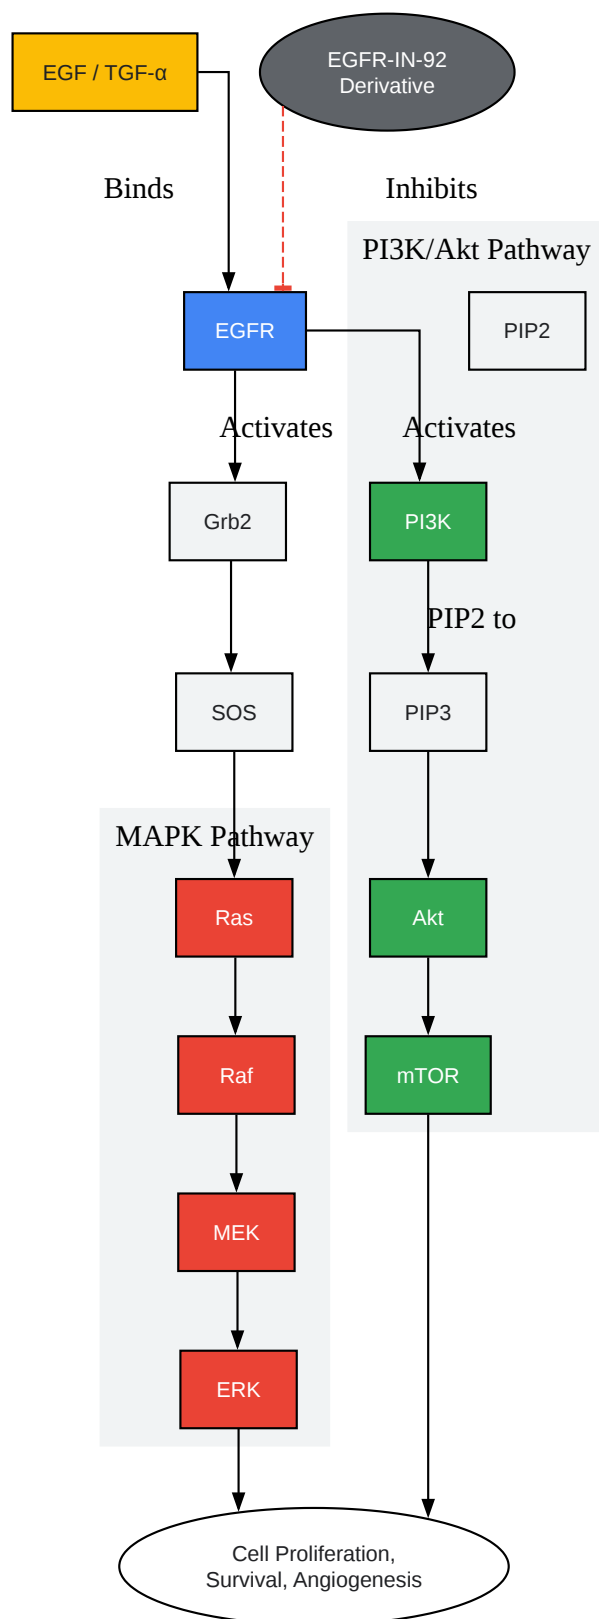 EGF / TGF-α
EGFR-IN-92
Derivative
Binds
Inhibits
PI3K/Akt Pathway
EGFR
PIP2
Activates
Activates
Grb2
PI3K
PIP2 to
SOS
PIP3
MAPK Pathway
Ras
Akt
Raf
mTOR
MEK
ERK
Cell Proliferation,
Survival, Angiogenesis